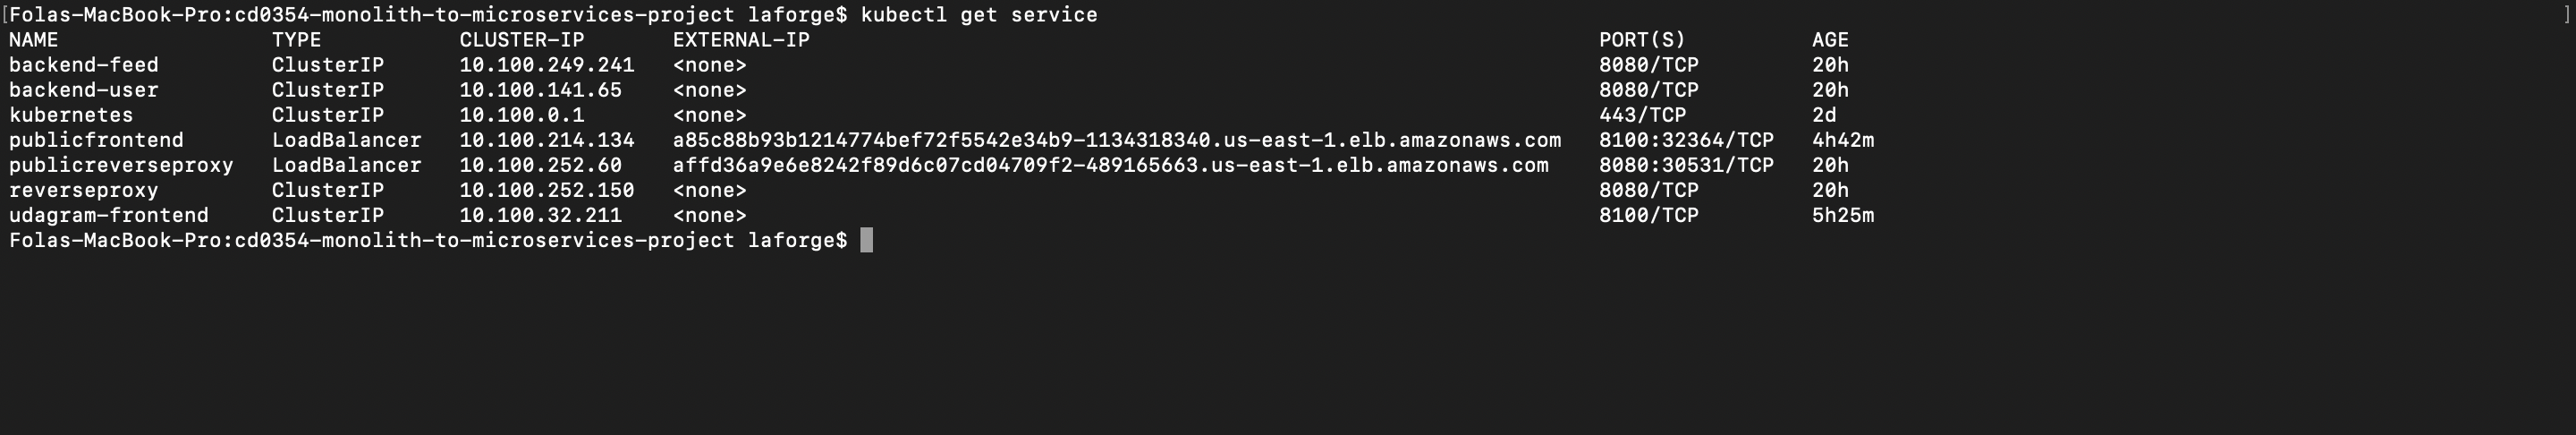 [Folas-MacBook-Pro:cd0354-monolith-to-microservices-project laforge$ kubectl get service ]
NAME TYPE CLUSTER-IP EXTERNAL-IP PORT(S) AGE
backend-feed ClusterIP 10.100.249.241 <none> 8080/TCP 20h
backend-user ClusterIP 10.100.141.65 <none> 8080/TCP 20h
kubernetes ClusterIP 10.100.0.1 <none> 443/TCP 2d
publicfrontend LoadBalancer 10.100.214.134 a85c88b93b1214774bef72f5542e34b9-1134318340.us-east-1.elb.amazonaws.com 8100:32364/TCP 4h42m
publicreverseproxy LoadBalancer 10.100.252.60 affd36a9e6e8242f89d6c07cd04709f2-489165663.us-east-1.elb.amazonaws.com 8080:30531/TCP 20h
reverseproxy ClusterIP 10.100.252.150 <none> 8080/TCP 20h
udagram-frontend ClusterIP 10.100.32.211 <none> 8100/TCP 5h25m
Folas-MacBook-Pro:cd0354-monolith-to-microservices-project laforge$